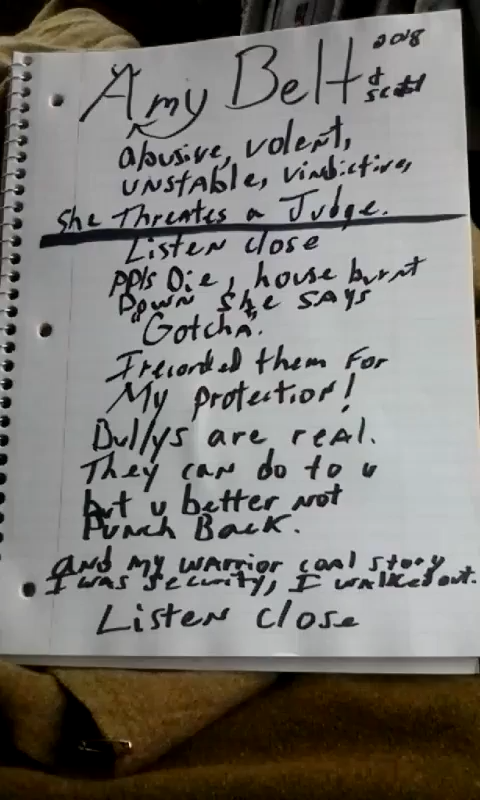 2018
Amy Belt &
Scott
abusive, volent,
UNSTABLE, vindictive,
She Threates a Judge.
Listen close
ppls Die, house burnt
Down She SAYS
"Gotcha".
I recorded them For
My protection!
Bullys are real.
They can do to u
but u better Not
Punch Back.
And my WARRIOR coal story
I was security, I walked out.
Listen Close